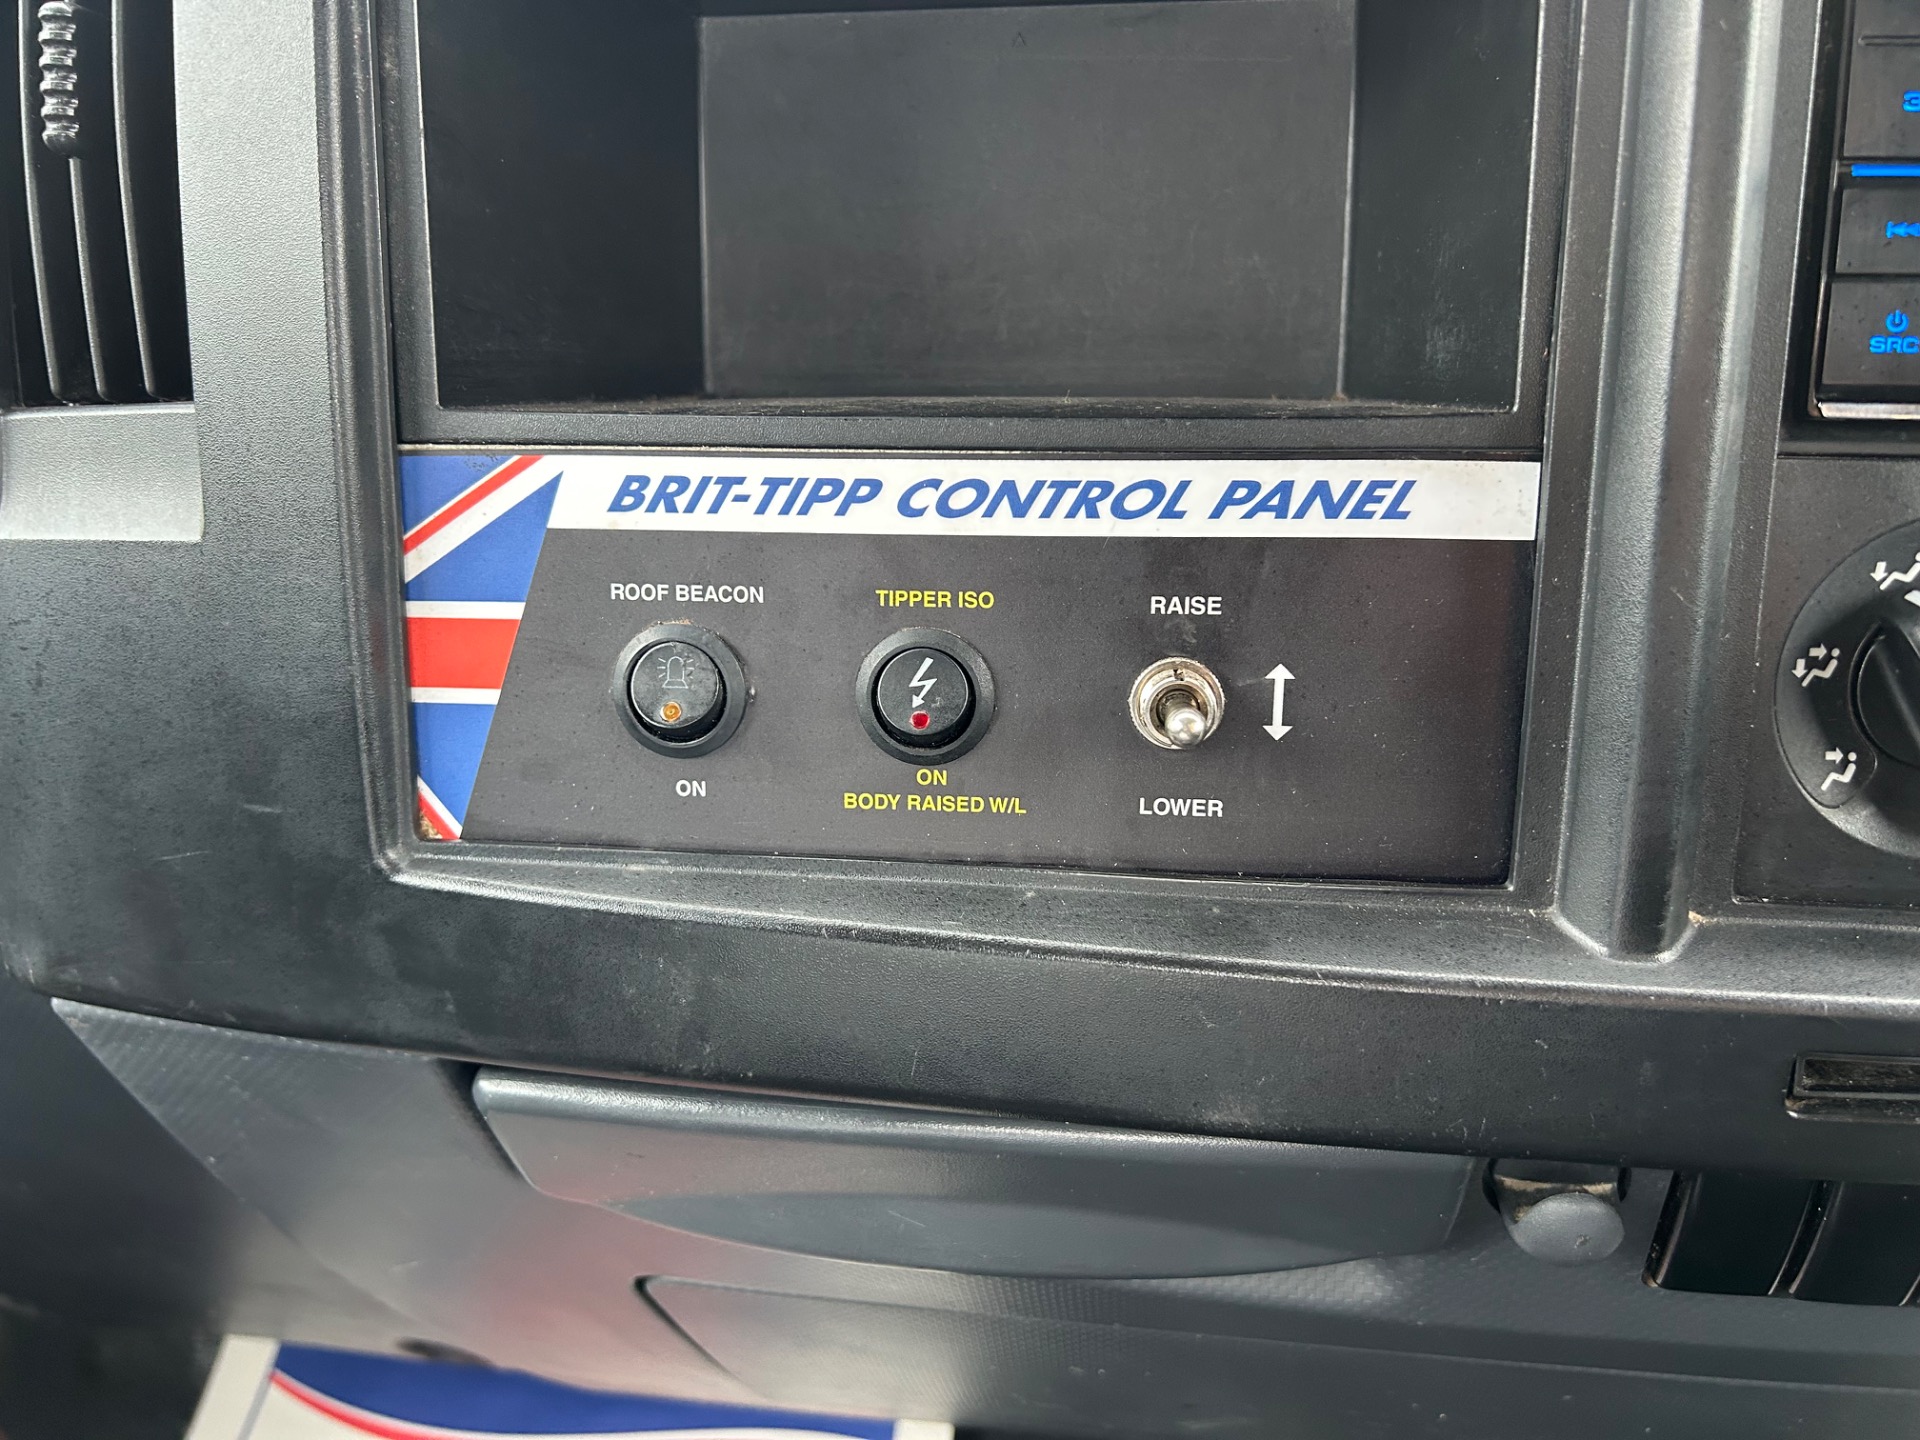 BRIT-TIPP CONTROL PANEL
ROOF BEACON
TIPPER ISO
RAISE
ON
ON
BODY RAISED W/L
LOWER
SRC